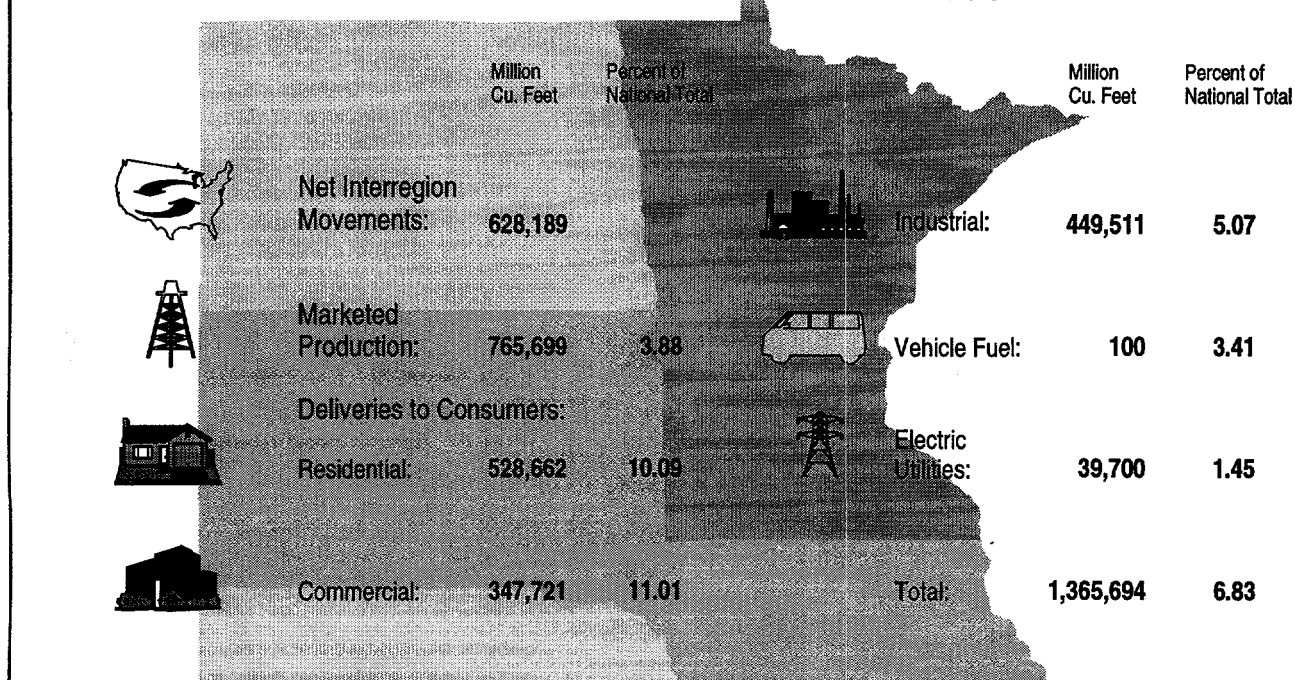 Million
Cu. Feet
Percent of
National Total
Net Interregion
Movements: 628,189
Marketed
Production: 765,699 3.88
Deliveries to Consumers:
Residential: 528,662 10.09
Commercial: 347,721 11.01
Million
Cu. Feet
Percent of
National Total
Industrial: 449,511 5.07
Vehicle Fuel: 100 3.41
Electric
Utilities: 39,700 1.45
Total: 1,365,694 6.83